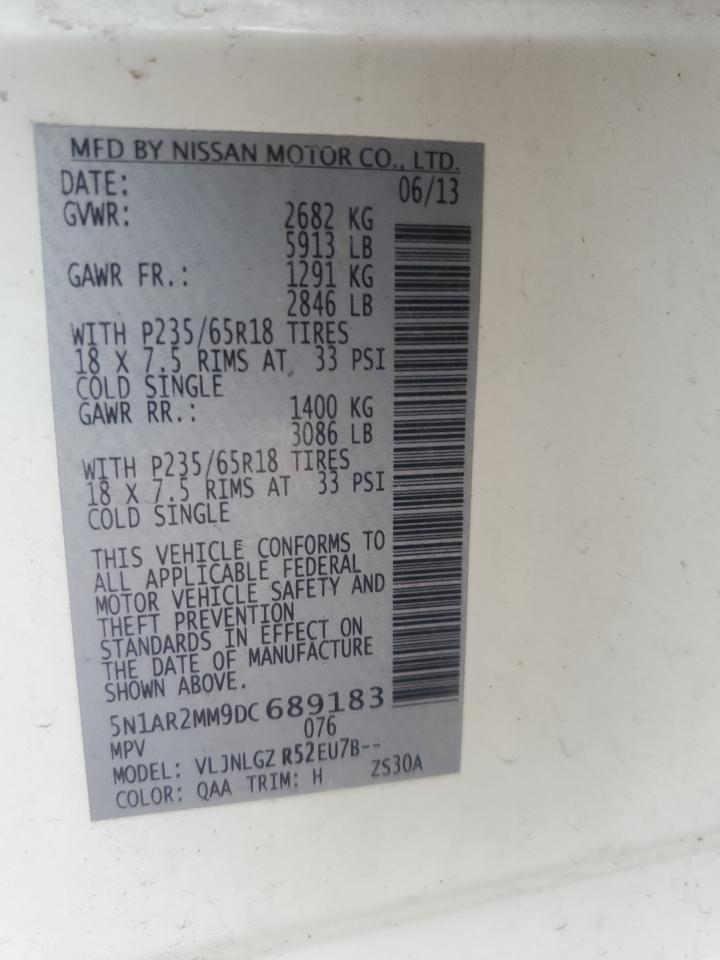 MFD BY NISSAN MOTOR CO., LTD.
DATE: 06/13
GVWR: 2682 KG
5913 LB
GAWR FR.: 1291 KG
2846 LB
WITH P235/65R18 TIRES
18 X 7.5 RIMS AT 33 PSI
COLD SINGLE
GAWR RR.: 1400 KG
3086 LB
WITH P235/65R18 TIRES
18 X 7.5 RIMS AT 33 PSI
COLD SINGLE
THIS VEHICLE CONFORMS TO
ALL APPLICABLE FEDERAL
MOTOR VEHICLE SAFETY AND
THEFT PREVENTION
STANDARDS IN EFFECT ON
THE DATE OF MANUFACTURE
SHOWN ABOVE.
5N1AR2MM9DC689183
MPV 076
MODEL: VLJNLGZ R52EU7B--
COLOR: QAA TRIM: H ZS30A